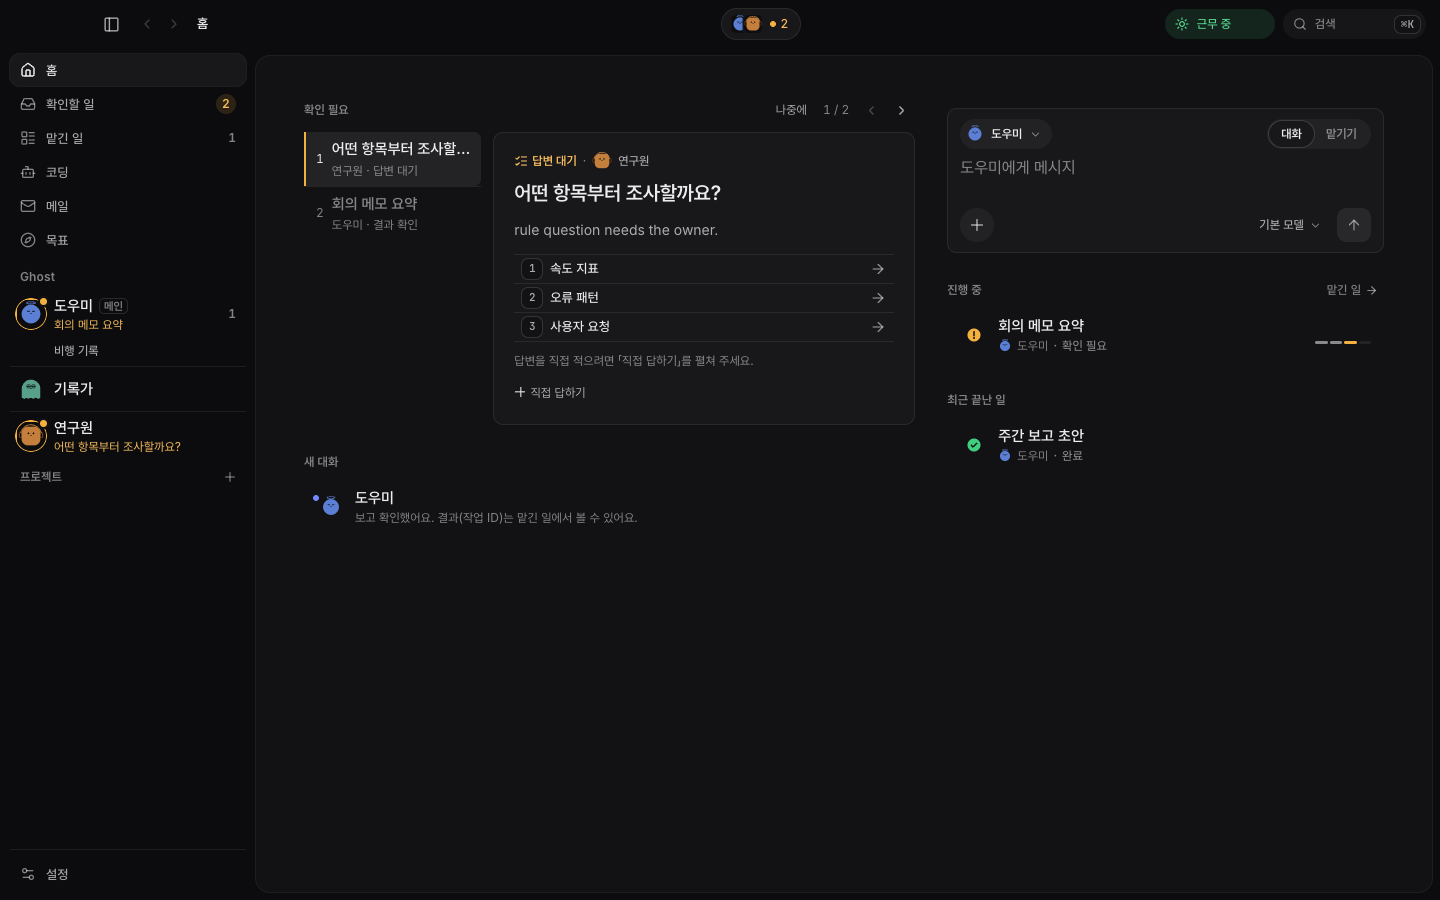 홈
2
근무 중
검색
⌘K
홈
확인할 일
2
맡긴 일
1
코딩
메일
목표
Ghost
도우미
메인
회의 메모 요약
1
비행 기록
기록가
연구원
어떤 항목부터 조사할까요?
프로젝트
설정
확인 필요
나중에
1 / 2
1
어떤 항목부터 조사할...
연구원 · 답변 대기
2
회의 메모 요약
도우미 · 결과 확인
답변 대기 · 연구원
어떤 항목부터 조사할까요?
rule question needs the owner.
1 속도 지표
2 오류 패턴
3 사용자 요청
답변을 직접 적으려면 「직접 답하기」를 펼쳐 주세요.
직접 답하기
새 대화
도우미
보고 확인했어요. 결과(작업 ID)는 맡긴 일에서 볼 수 있어요.
도우미
대화
맡기기
도우미에게 메시지
기본 모델
진행 중
맡긴 일
회의 메모 요약
도우미 · 확인 필요
최근 끝난 일
주간 보고 초안
도우미 · 완료